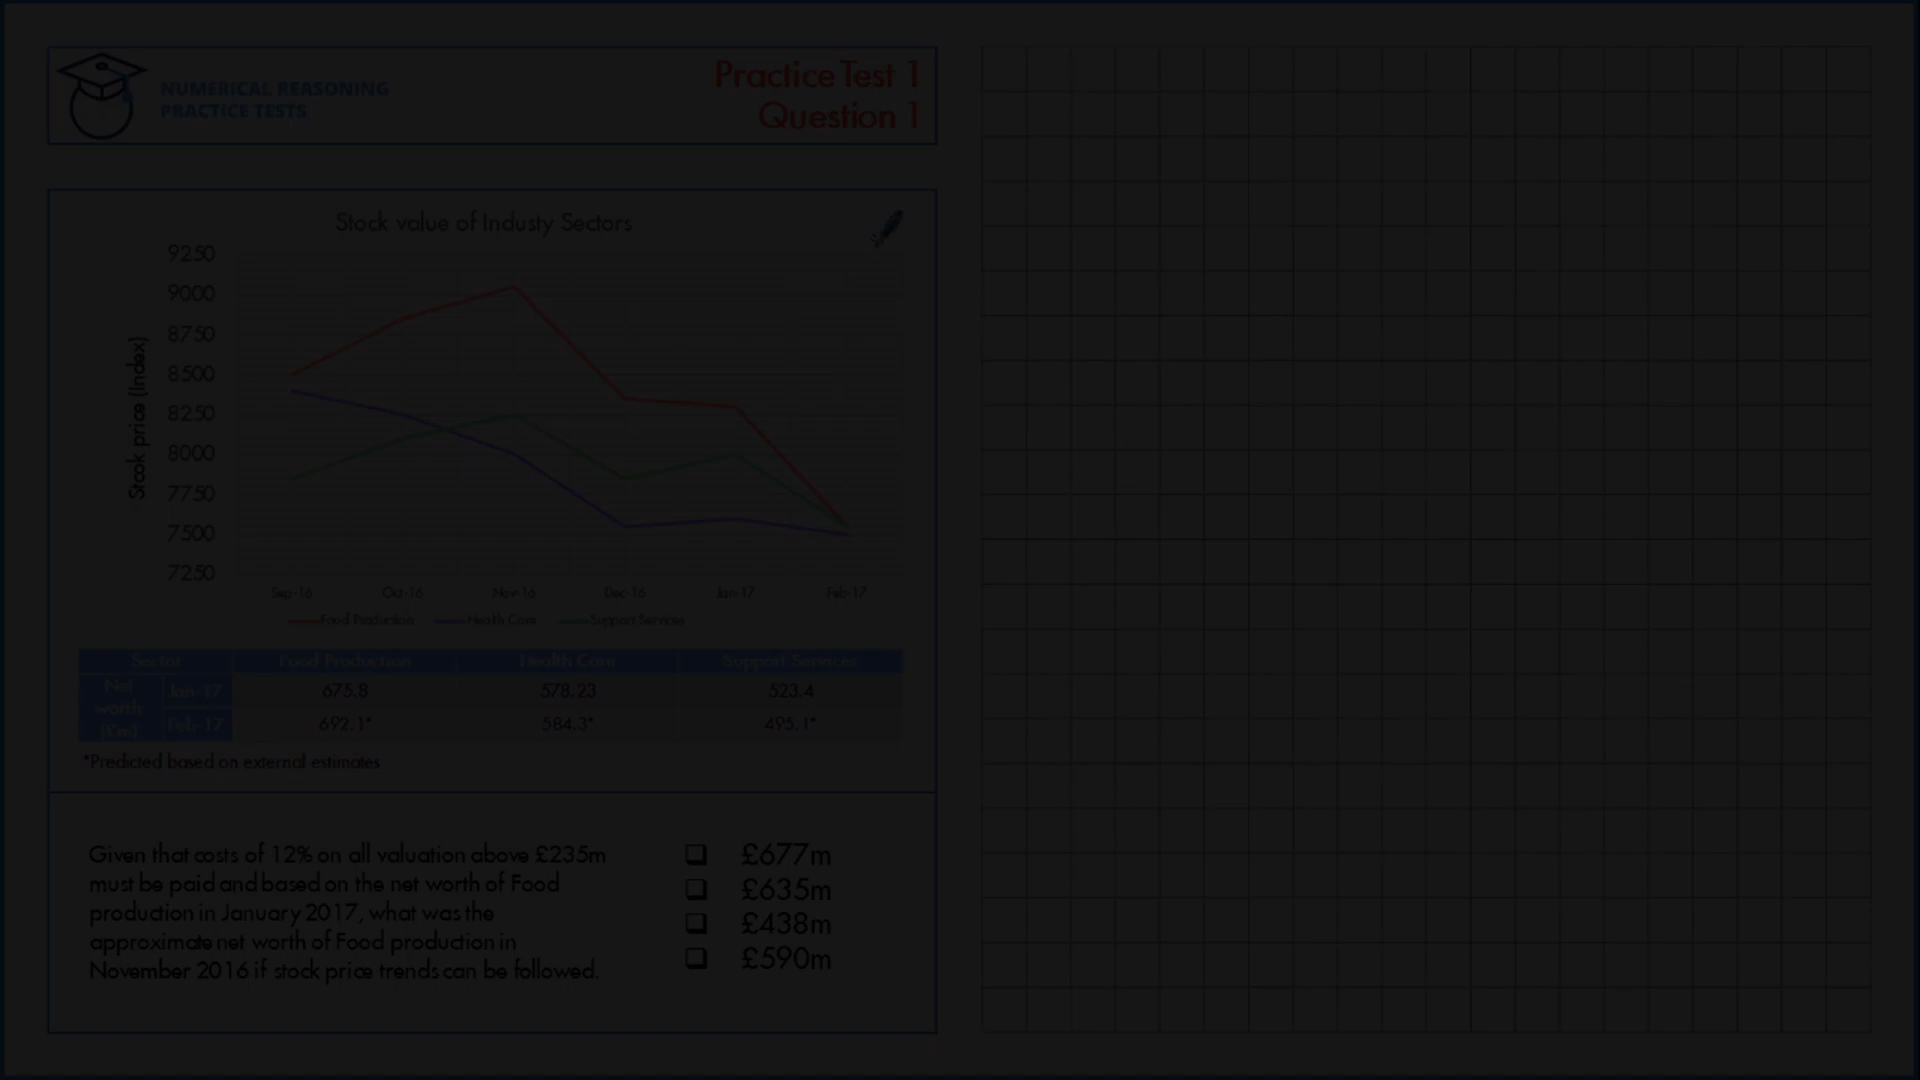 NUMERICAL REASONING
PRACTICE TESTS
Practice Test 1
Question 1
Stock value of Industy Sectors
Stock price (Index)
9250
9000
8750
8500
8250
8000
7750
7500
7250
Sep-16 Oct-16 Nov-16 Dec-16 Jan-17 Feb-17
Food Production Health Care Support Services
Sector Food Production Health Care Support Services
Net worth (£m)
Jan-17 675.8 578.23 523.4
Feb-17 692.1* 584.3* 495.1*
*Predicted based on external estimates
Given that costs of 12% on all valuation above £235m
must be paid and based on the net worth of Food
production in January 2017, what was the
approximate net worth of Food production in
November 2016 if stock price trends can be followed.
£677m
£635m
£438m
£590m